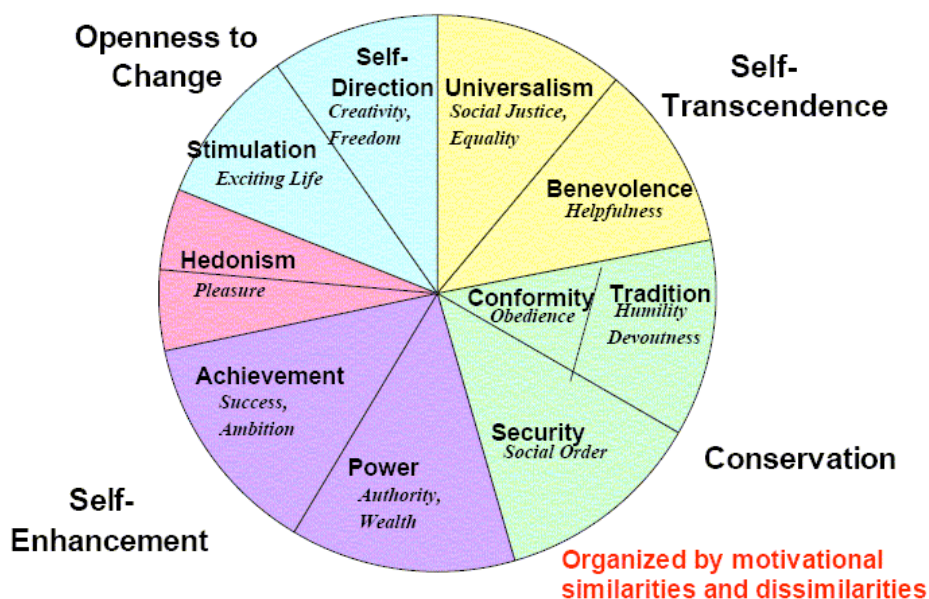 Openness to
Change
Self-
Direction
Creativity,
Freedom
Universalism
Social Justice,
Equality
Self-
Transcendence
Stimulation
Exciting Life
Benevolence
Helpfulness
Hedonism
Pleasure
Conformity
Obedience
Tradition
Humility
Devoutness
Achievement
Success,
Ambition
Security
Social Order
Conservation
Power
Authority,
Wealth
Self-
Enhancement
Organized by motivational
similarities and dissimilarities